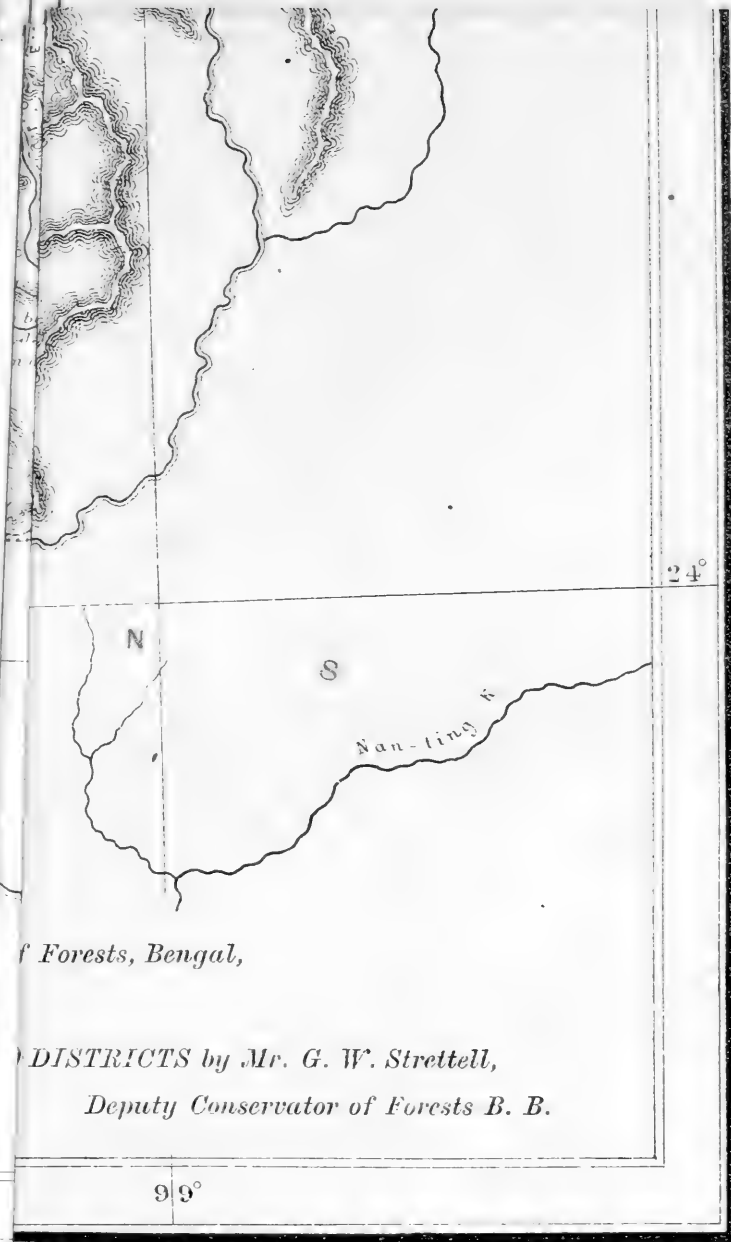 24°
N
S
Nan-ting K
f Forests, Bengal,
DISTRICTS by Mr. G. W. Strettell,
Deputy Conservator of Forests B. B.
99°